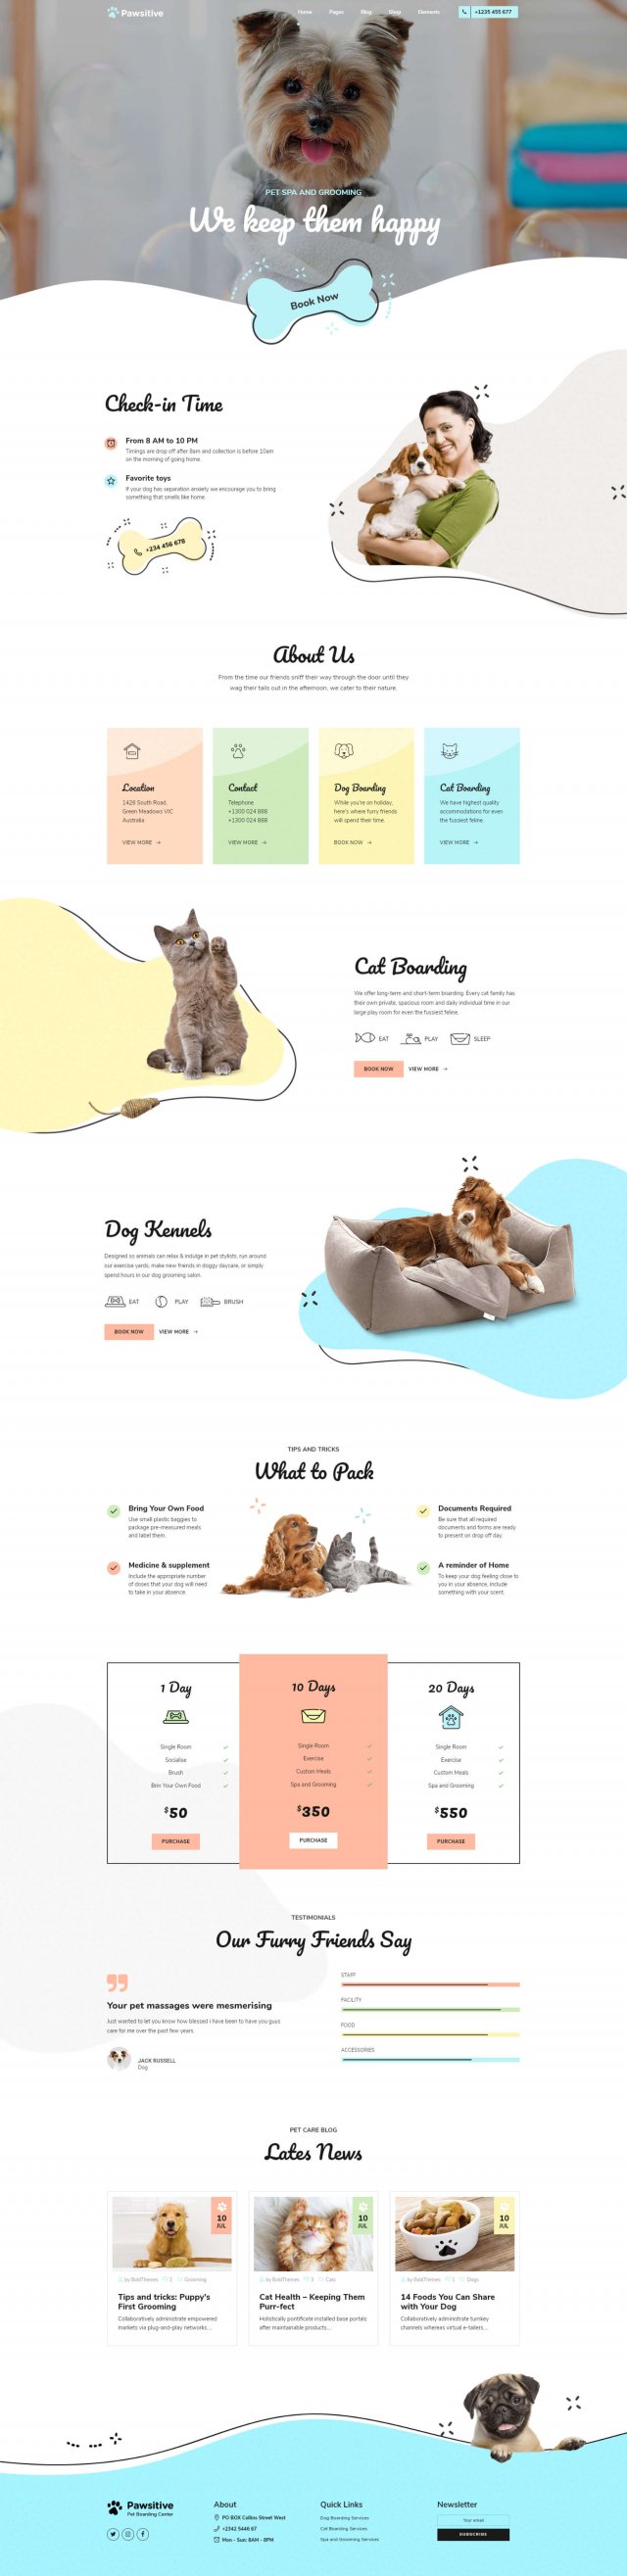 Pawsitive
Home Pages Blog Shop Elements
+1235 455 677
PET SPA AND GROOMING
We keep them happy
Book Now
Check-in Time
From 8 AM to 10 PM
Timings are drop off after 8am and collection is before 10am
on the morning of going home.
Favorite toys
If your dog has separation anxiety we encourage you to bring
something that smells like home.
+234 456 678
About Us
From the time our friends sniff their way through the door until they
wag their tails out in the afternoon, we cater to their nature.
Location
1428 South Road,
Green Meadows VIC
Australia
VIEW MORE
Contact
Telephone
+1300 024 888
+1300 024 888
VIEW MORE
Dog Boarding
While you're on holiday,
here's where furry friends
will spend their time.
BOOK NOW
Cat Boarding
We have highest quality
accommodations for even
the fussiest feline.
VIEW MORE
Cat Boarding
We offer long-term and short-term boarding. Every cat family has
their own private, spacious room and daily individual time in our
large play room for even the fussiest feline.
EAT PLAY SLEEP
BOOK NOW VIEW MORE
Dog Kennels
Designed so animals can relax & indulge in pet stylists, run around
our exercise yards, make new friends in doggy daycare, or simply
spend hours in our dog grooming salon.
EAT PLAY BRUSH
BOOK NOW VIEW MORE
TIPS AND TRICKS
What to Pack
Bring Your Own Food
Use small plastic baggies to
package pre-measured meals
and label them.
Medicine & supplement
Include the appropriate number
of doses that your dog will need
to take in your absence.
Documents Required
Be sure that all required
documents and forms are ready
to present on drop off day.
A reminder of Home
To keep your dog feeling close to
you in your absence, include
something with your scent.
1 Day
Single Room
Socialise
Brush
Brin Your Own Food
$50
PURCHASE
10 Days
Single Room
Exercise
Custom Meals
Spa and Grooming
$350
PURCHASE
20 Days
Single Room
Exercise
Custom Meals
Spa and Grooming
$550
PURCHASE
TESTIMONIALS
Our Furry Friends Say
Your pet massages were mesmerising
Just wanted to let you know how blessed i have been to have you guys
care for me over the past few years.
JACK RUSSELL
Dog
STAFF
FACILITY
FOOD
ACCESSORIES
PET CARE BLOG
Lates News
10
JUL
by BoldThemes 3 Grooming
Tips and tricks: Puppy's
First Grooming
Collaboratively administrate empowered
markets via plug-and-play networks...
10
JUL
by BoldThemes 3 Cats
Cat Health – Keeping Them
Purr-fect
Holistically pontificate installed base portals
after maintainable products...
10
JUL
by BoldThemes Dogs
14 Foods You Can Share
with Your Dog
Collaboratively administrate turnkey
channels whereas virtual e-tailers...
Pawsitive
Pet Boarding Center
About
PO BOX Collins Street West
+2342 5446 67
Mon - Sun: 8AM - 8PM
Quick Links
Dog Boarding Services
Cat Boarding Services
Spa and Grooming Services
Newsletter
Your email
SUBSCRIBE